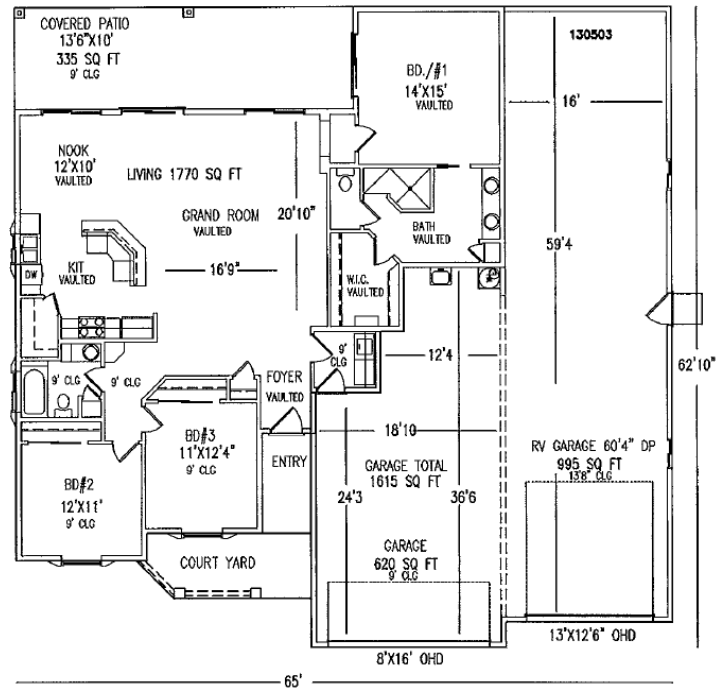 COVERED PATIO
13'6"X10'
335 SQ FT
9' CLG
BD./#1
14'X15'
VAULTED
130503
16'
NOOK
12'X10'
VAULTED
LIVING 1770 SQ FT
GRAND ROOM
VAULTED
20'10"
BATH
VAULTED
59'4
KIT
VAULTED
DW
16'9"
W.I.C.
VAULTED
9'
CLG
12'4
62'10"
9' CLG
9' CLG
FOYER
VAULTED
18'10
BD#3
11'X12'4"
9' CLG
ENTRY
GARAGE TOTAL
1615 SQ FT
RV GARAGE 60'4" DP
995 SQ FT
13'8" CLG
BD#2
12'X11'
9' CLG
24'3
36'6
COURT YARD
GARAGE
620 SQ FT
9' CLG
13'X12'6" OHD
8'X16' OHD
65'